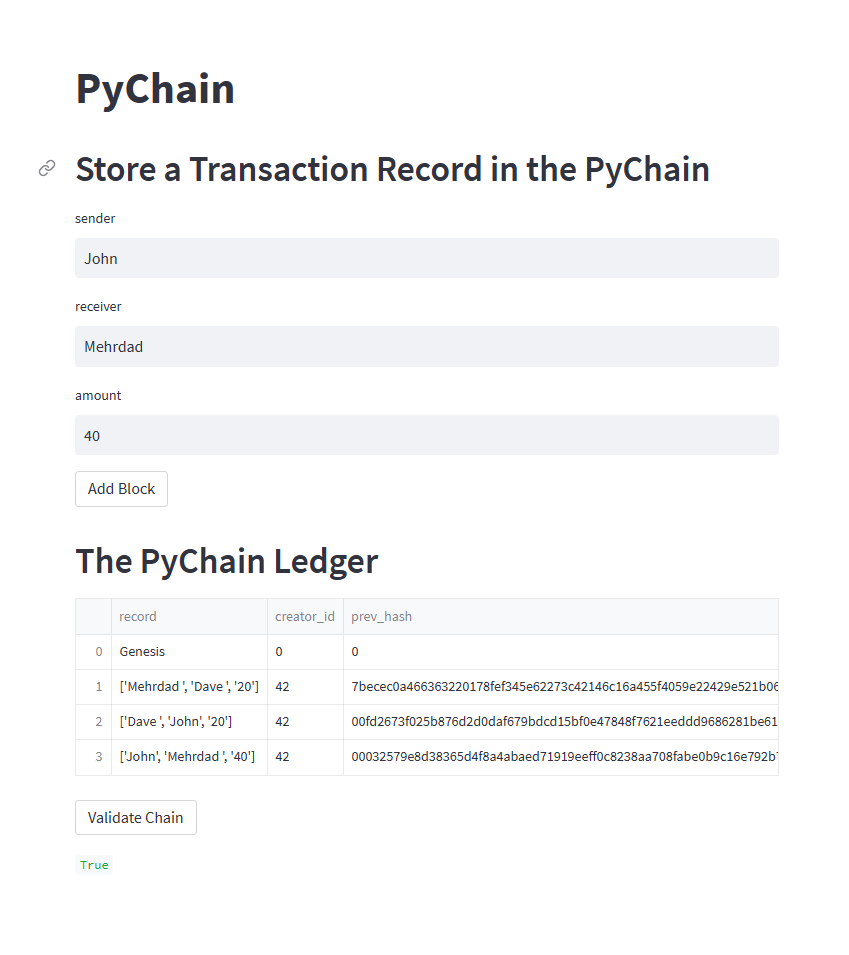 PyChain
Store a Transaction Record in the PyChain
sender
John
receiver
Mehrdad
amount
40
Add Block
The PyChain Ledger
record creator_id prev_hash
0 Genesis 0 0
1 ['Mehrdad ', 'Dave ', '20'] 42 7becec0a466363220178fef345e62273c42146c16a455f4059e22429e521b06
2 ['Dave ', 'John', '20'] 42 00fd2673f025b876d2d0daf679bdcd15bf0e47848f7621eeddd9686281be61
3 ['John', 'Mehrdad ', '40'] 42 00032579e8d38365d4f8a4abaed71919eeff0c8238aa708fabe0b9c16e792b
Validate Chain
True